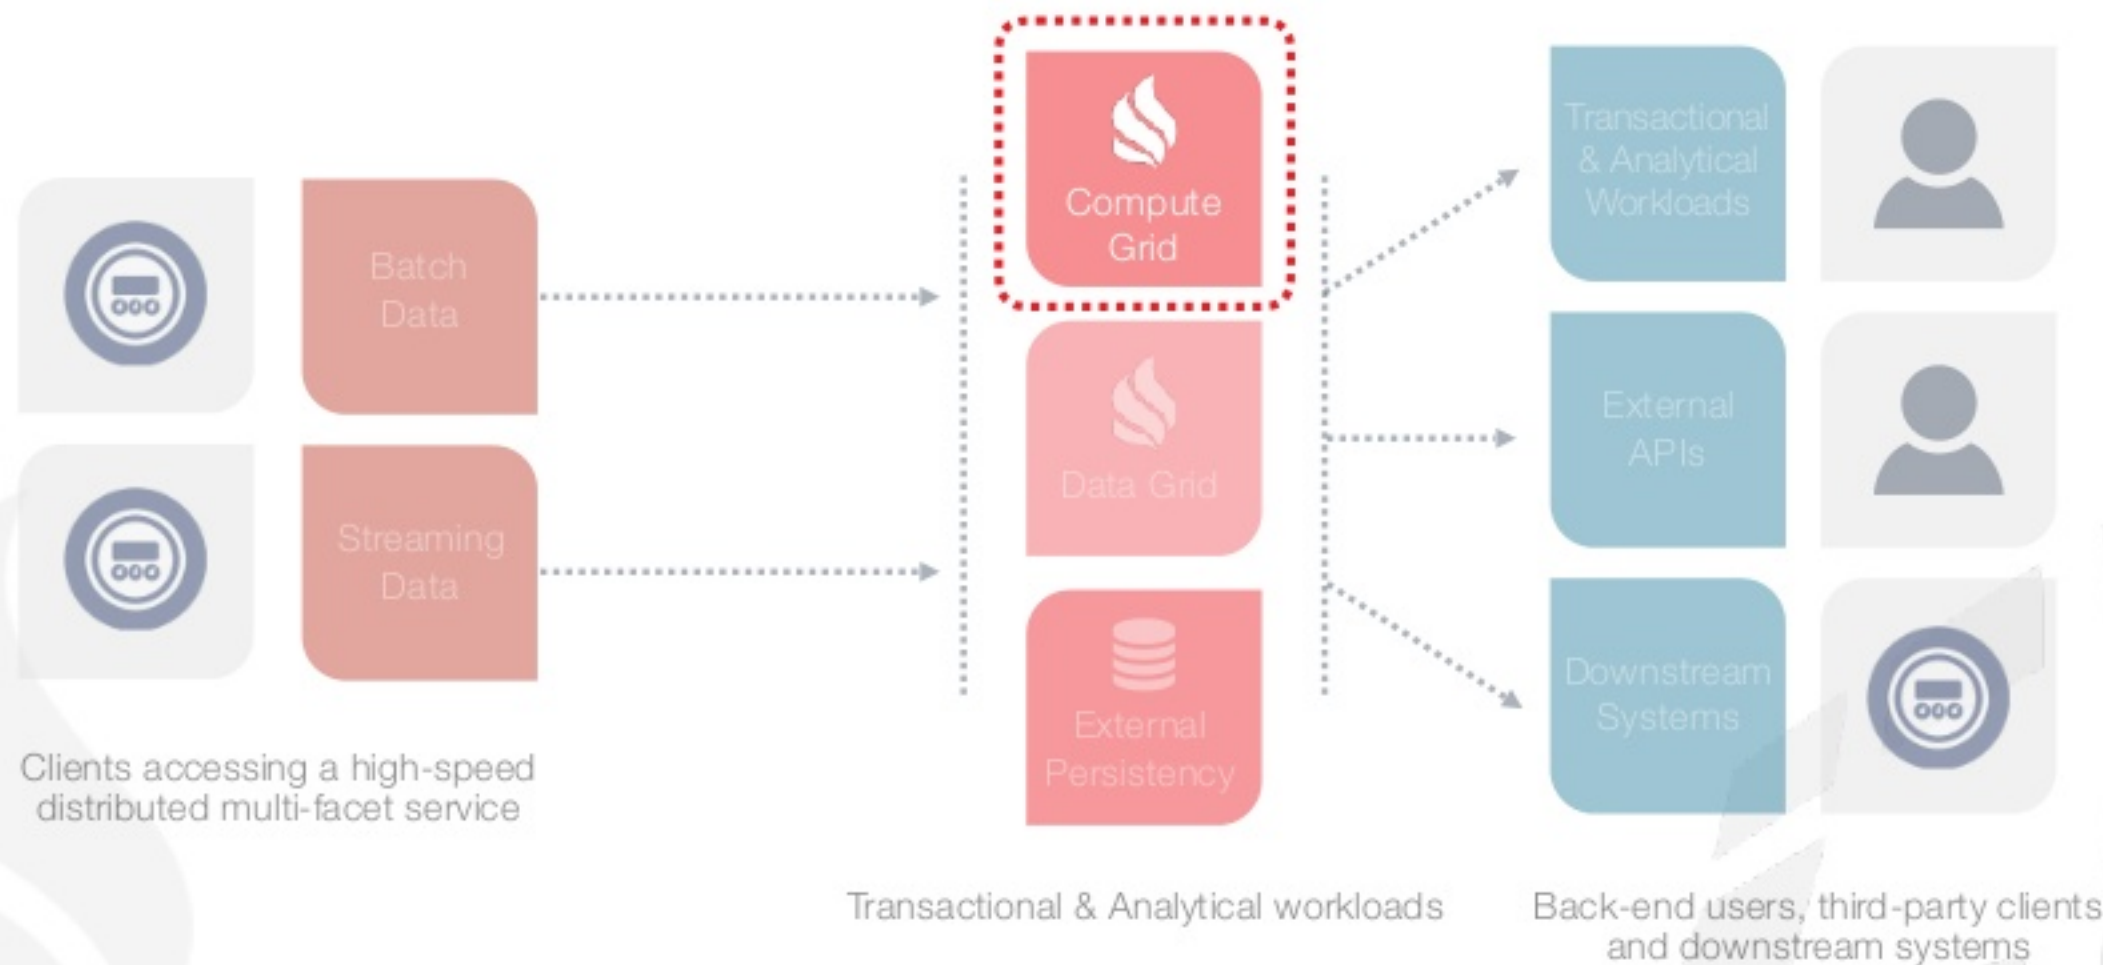 Batch
Data
Streaming
Data
Clients accessing a high-speed
distributed multi-facet service
Compute
Grid
Data Grid
External
Persistency
Transactional & Analytical workloads
Transactional
& Analytical
Workloads
External
APIs
Downstream
Systems
Back-end users, third-party clients
and downstream systems